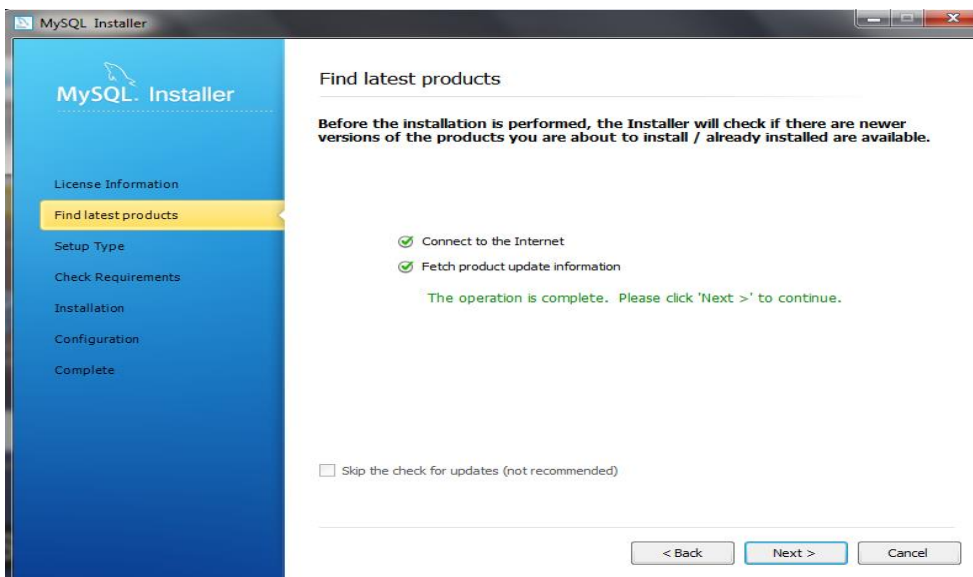 MySQL Installer
MySQL. Installer
License Information
Find latest products
Setup Type
Check Requirements
Installation
Configuration
Complete
Find latest products
Before the installation is performed, the Installer will check if there are newer
versions of the products you are about to install / already installed are available.
Connect to the Internet
Fetch product update information
The operation is complete. Please click 'Next >' to continue.
Skip the check for updates (not recommended)
< Back
Next >
Cancel